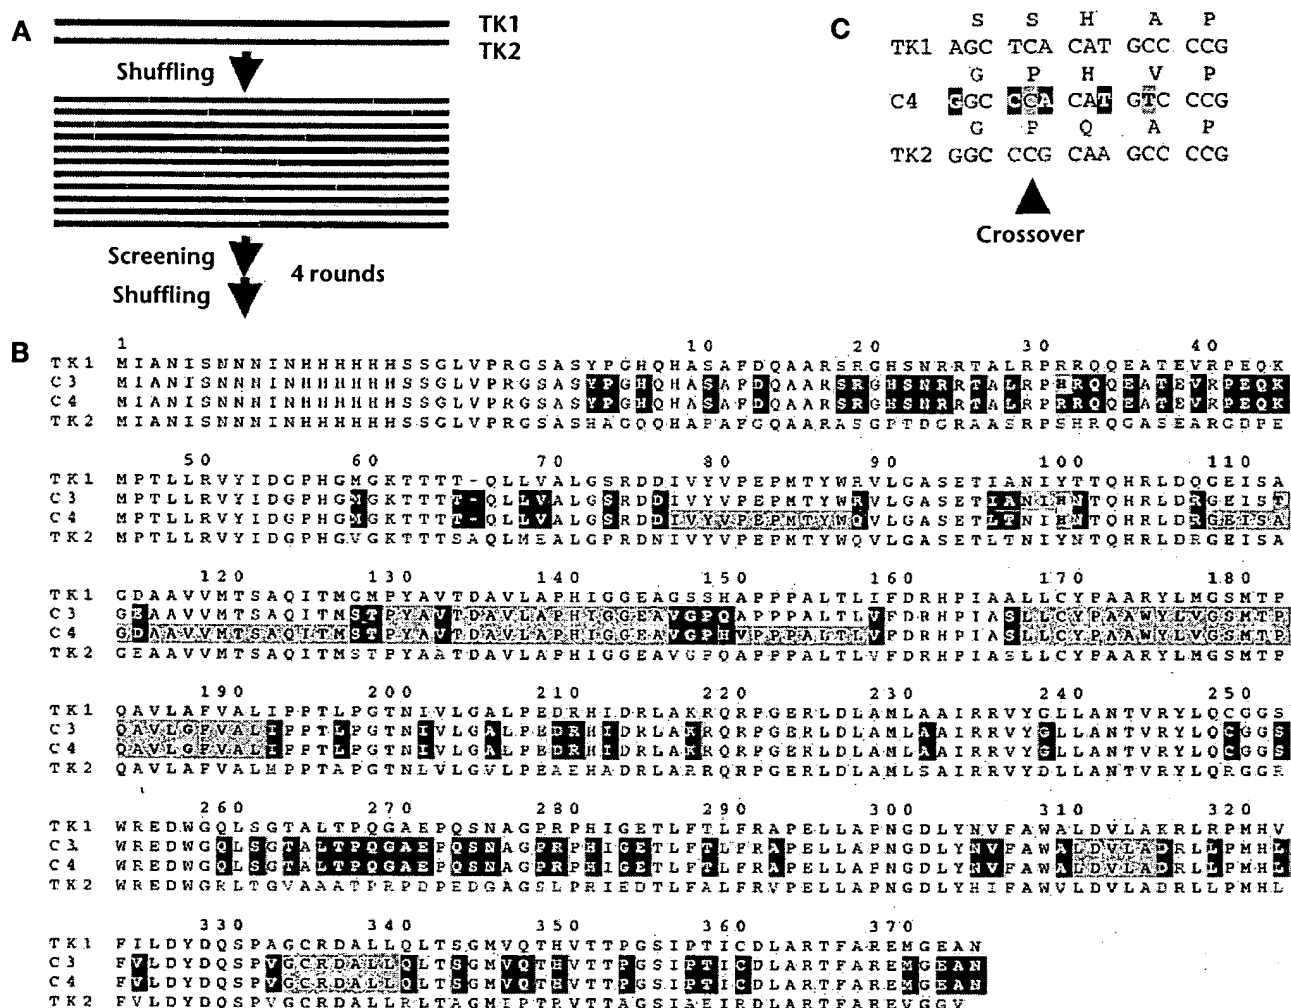 A
TK1
TK2
Shuffling
Screening
4 rounds
Shuffling
C
S S H A P
TK1 AGC TCA CAT GCC CCG
G P H V P
C4 GGC CCA CAT GTC CCG
G P Q A P
TK2 GGC CCG CAA GCC CCG
Crossover
B
1 10 20 30 40
TK1 MIANISNNNINHHHHHHSSGLVPRGSASYPGHQHASAFDQAARSRGHSNRRTALRPRRQQEATEVRPEQK
C3 MIANISNNNINHHHHHHSSGLVPRGSASYPGHQHASAPDQAARSRGHSNRRTALRPHRQQEATEVRPEQK
C4 MIANISNNNINHHHHHHSSGLVPRGSASYPGHQHASAFDQAARSRGHSNRRTALRPRRQQEATEVRPEQK
TK2 MIANISNNNINHHHHHHSSGLVPRGSASHAGQQHAPAFGQAARASGPTDGRAASRPSHRQGASEARGDPE
50 60 70 80 90 100 110
TK1 MPTLLRVYIDGPHGMGKTTTT-QLLVALGSRDDIVYVPEPMTYWRVLGASETIANIYTTQHRLDQGEISA
C3 MPTLLRVYIDGPHGMGKTTTT-QLLVALGSRDDIVYVPEPMTYWRVLGASETIANIHNTQHRLDRGEIST
C4 MPTLLRVYIDGPHGMGKTTTT-QLLVALGSRDDIVYVPEPMTYWQVLGASETLTNIHNTQHRLDRGEISA
TK2 MPTLLRVYIDGPHGVGKTTTSAQLMEALGPRDNIVYVPEPMTYWQVLGASETLTNIYNTQHRLDRGEISA
120 130 140 150 160 170 180
TK1 GDAAVVMTSAQITMGMPYAVTDAVLAPHIGGEAGSSHAPPPALTLIFDRHPIAALLCYPAARYLMGSMTP
C3 GEAAVVMTSAQITMSTPYAVTDAVLAPHIGGEAVGPQAPPPALTLVFDRHPIASLLCYPAAWYLVGSMTP
C4 GDAAVVMTSAQITMSTPYAVTDAVLAPHIGGEAVGPHVPPPALTLVFDRHPIASLLCYPAAWYLVGSMTP
TK2 GEAAVVMTSAQITMSTPYAATDAVLAPHIGGEAVGPQAPPPALTLVFDRHPIASLLCYPAARYLMGSMTP
190 200 210 220 230 240 250
TK1 QAVLAFVALIPPTLPGTNIVLGALPEDRHIDRLAKRQRPGERLDLAMLAAIRRVYGLLANTVRYLQCGGS
C3 QAVLGFVALIPPTLPGTNIVLGALPEDRHIDRLAKRQRPGERLDLAMLAAIRRVYGLLANTVRYLQCGGS
C4 QAVLGFVALIPPTLPGTNIVLGALPEDRHIDRLAKRQRPGERLDLAMLAAIRRVYGLLANTVRYLQCGGS
TK2 QAVLAFVALMPPTAPGTNLVLGVLPEAEHADRLARRQRPGERLDLAMLSAIRRVYDLLANTVRYLQRGGR
260 270 280 290 300 310 320
TK1 WREDWGQLSGTALTPQGAEPQSNAGPRPHIGETLFTLFRAPELLAPNGDLYNVFAWALDVLAKRLRPMHV
C3 WREDWGQLSGTALTPQGAEPQSNAGPRPHIGETLFTLFRAPELLAPNGDLYNVFAWALDVLADRLLPMHL
C4 WREDWGQLSGTALTPQGAEPQSNAGPRPHIGETLFTLFRAPELLAPNGDLYNVFAWALDVLADRLLPMHL
TK2 WREDWGRLTGVAAATPRPDPEDGAGSLPRIEDTLFALFRVPELLAPNGDLYHIFAWVLDVLADRLLPMHL
330 340 350 360 370
TK1 FILDYDQSPAGCRDALLQLTSGMVQTHVTTPGSIPTICDLARTFAREMGEAN
C3 FVLDYDQSPVGCRDALLQLTSGMVQTHVTTPGSIPTICDLARTFAREMGEAN
C4 FVLDYDQSPVGCRDALLQLTSGMVQTHVTTPGSIPTICDLARTFAREMGEAN
TK2 FVLDYDQSPVGCRDALLRLTAGMIPTRVTTAGSIAEIRDLARTFAREVGGV